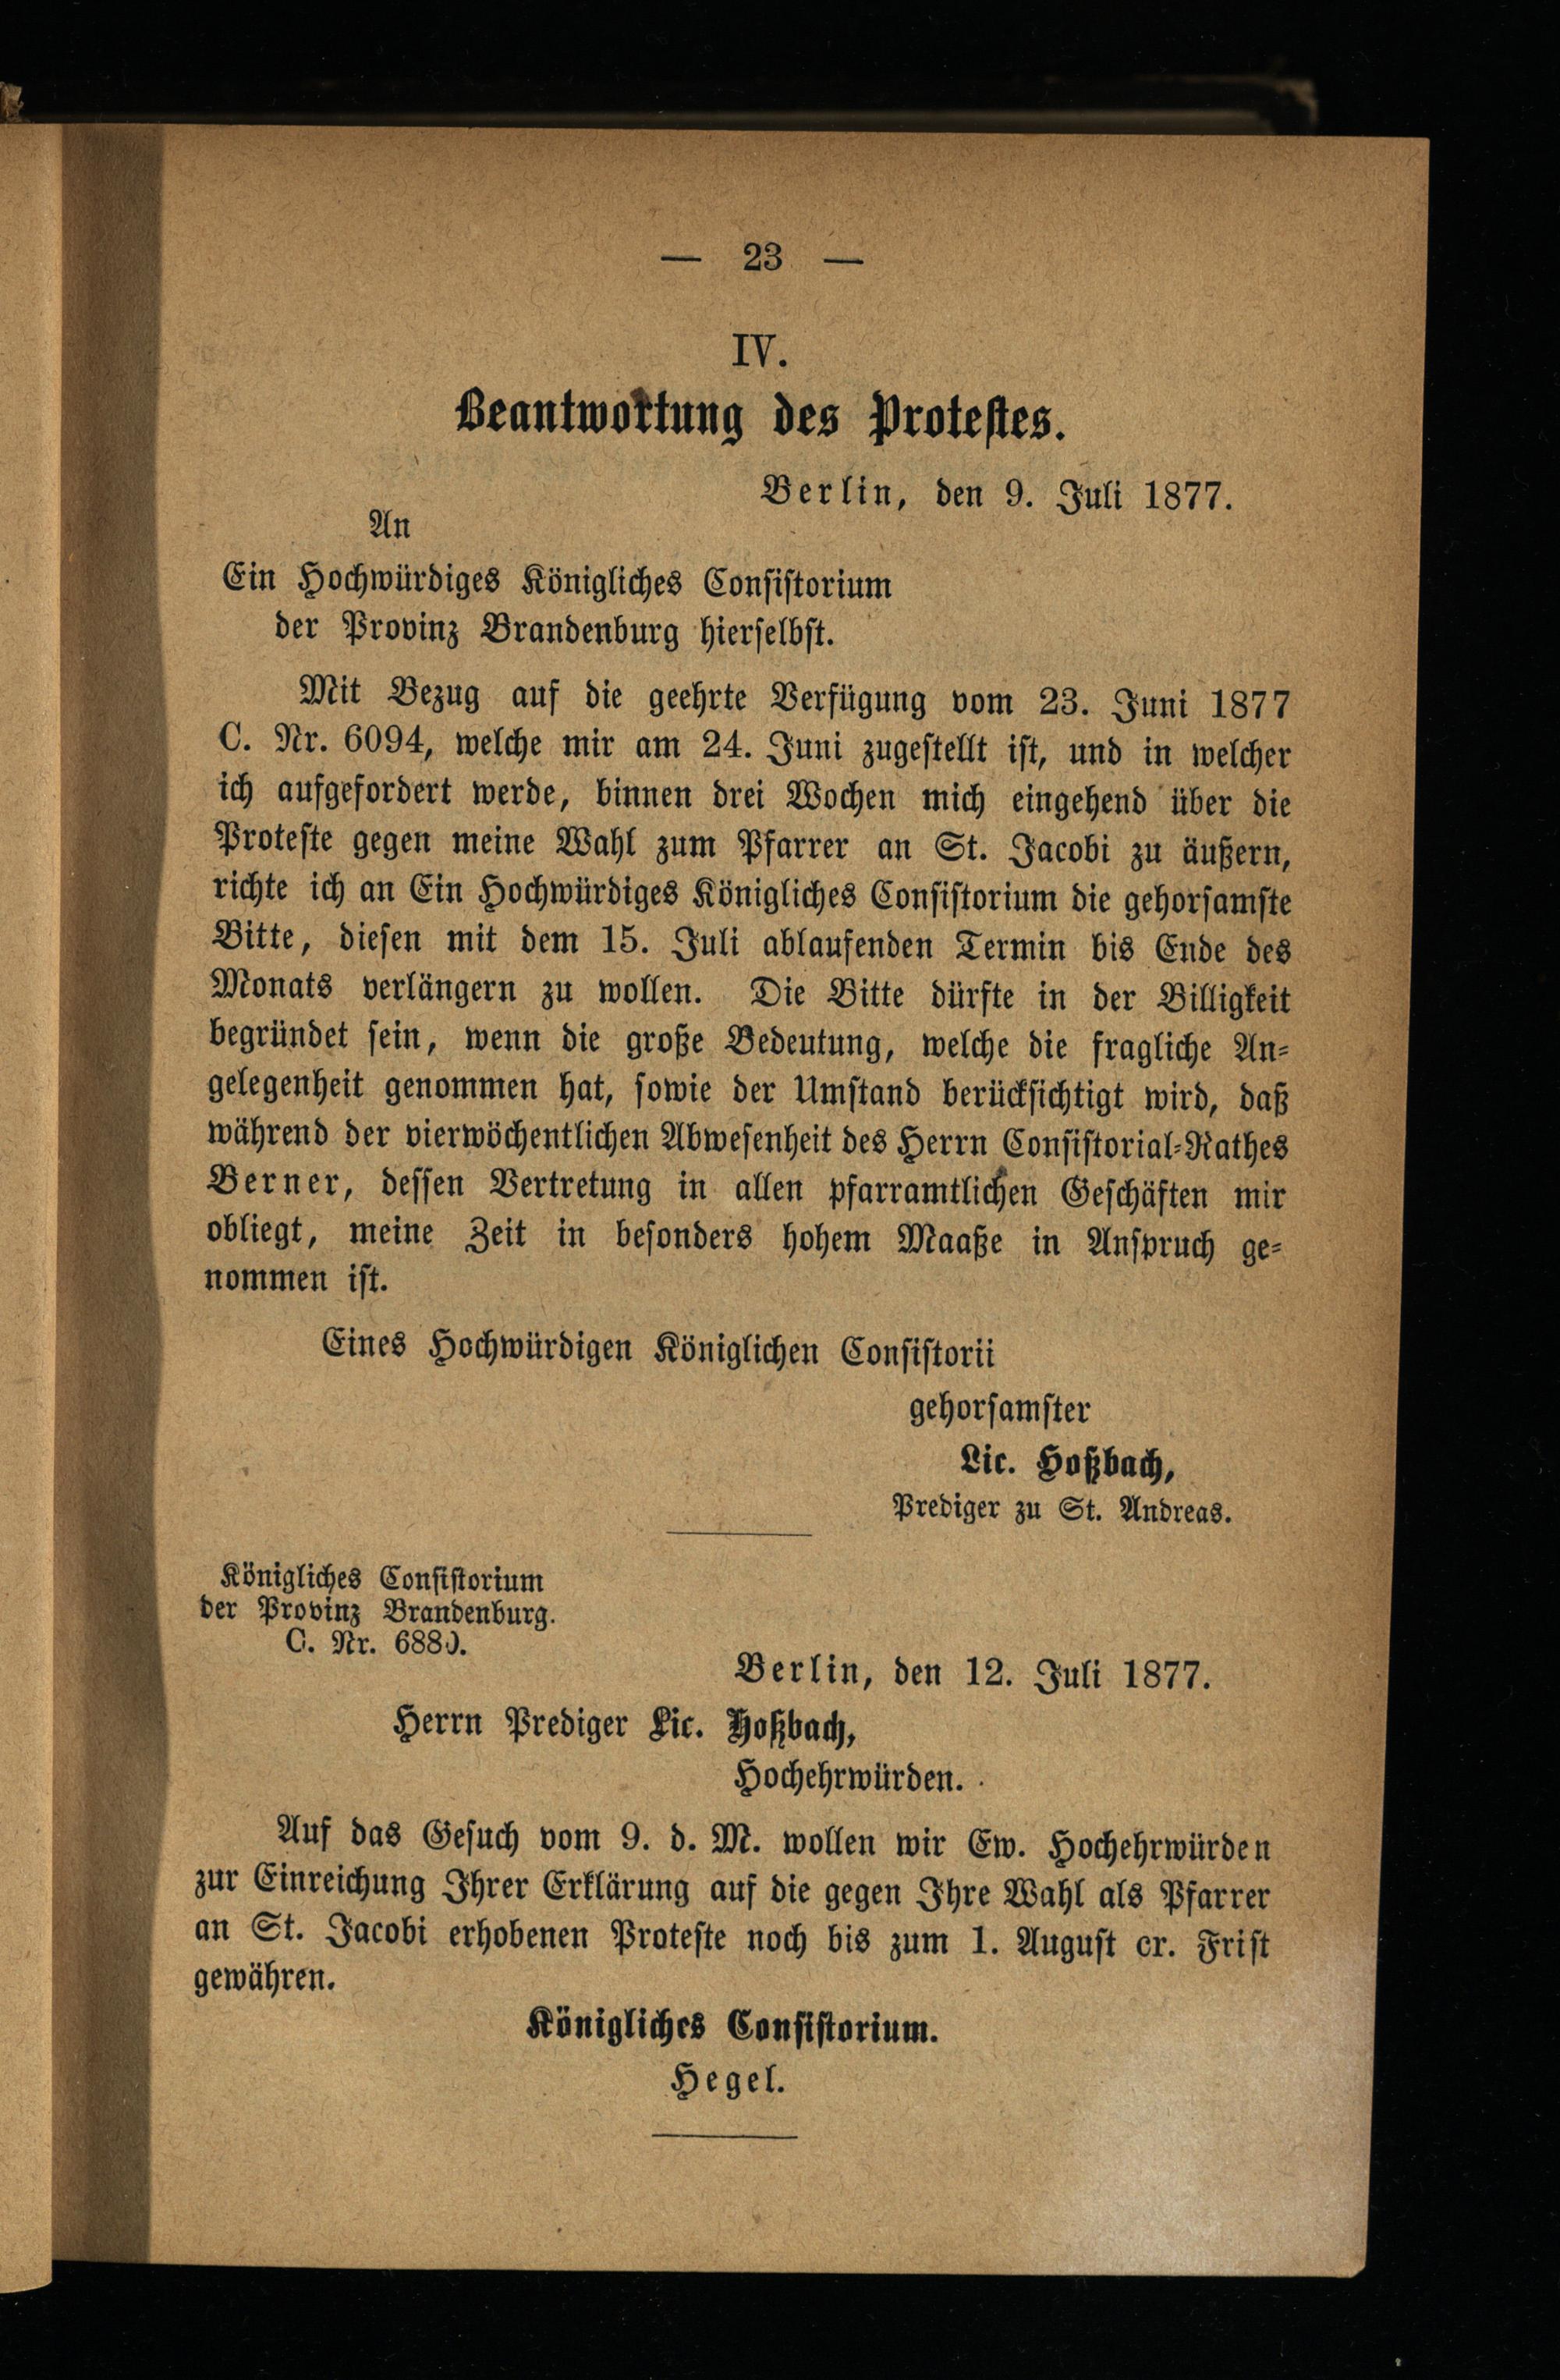 — 23 —
IV.
Beantwortung des Protestes.
Berlin, den 9. Juli 1877.
An
Ein Hochwürdiges Königliches Consistorium
der Provinz Brandenburg hierselbst.
Mit Bezug auf die geehrte Verfügung vom 23. Juni 1877
C. Nr. 6094, welche mir am 24. Juni zugestellt ist, und in welcher
ich aufgefordert werde, binnen drei Wochen mich eingehend über die
Proteste gegen meine Wahl zum Pfarrer an St. Jacobi zu äußern,
richte ich an Ein Hochwürdiges Königliches Consistorium die gehorsamste
Bitte, diesen mit dem 15. Juli ablaufenden Termin bis Ende des
Monats verlängern zu wollen. Die Bitte dürfte in der Billigkeit
begründet sein, wenn die große Bedeutung, welche die fragliche An-
gelegenheit genommen hat, sowie der Umstand berücksichtigt wird, daß
während der vierwöchentlichen Abwesenheit des Herrn Consistorial-Rathes
Berner, dessen Vertretung in allen pfarramtlichen Geschäften mir
obliegt, meine Zeit in besonders hohem Maaße in Anspruch ge-
nommen ist.
Eines Hochwürdigen Königlichen Consistorii
gehorsamster
Lic. Hoßbach,
Prediger zu St. Andreas.
Königliches Consistorium
der Provinz Brandenburg.
C. Nr. 6880.
Berlin, den 12. Juli 1877.
Herrn Prediger Lic. Hoßbach,
Hochehrwürden.
Auf das Gesuch vom 9. d. M. wollen wir Ew. Hochehrwürden
zur Einreichung Ihrer Erklärung auf die gegen Ihre Wahl als Pfarrer
an St. Jacobi erhobenen Proteste noch bis zum 1. August cr. Frist
gewähren.
Königliches Consistorium.
Hegel.